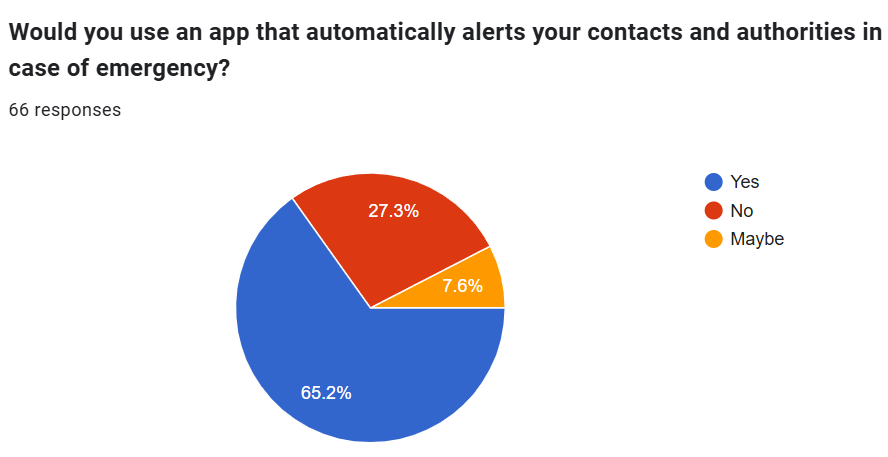 Would you use an app that automatically alerts your contacts and authorities in
case of emergency?
66 responses
27.3%
7.6%
65.2%
Yes
No
Maybe